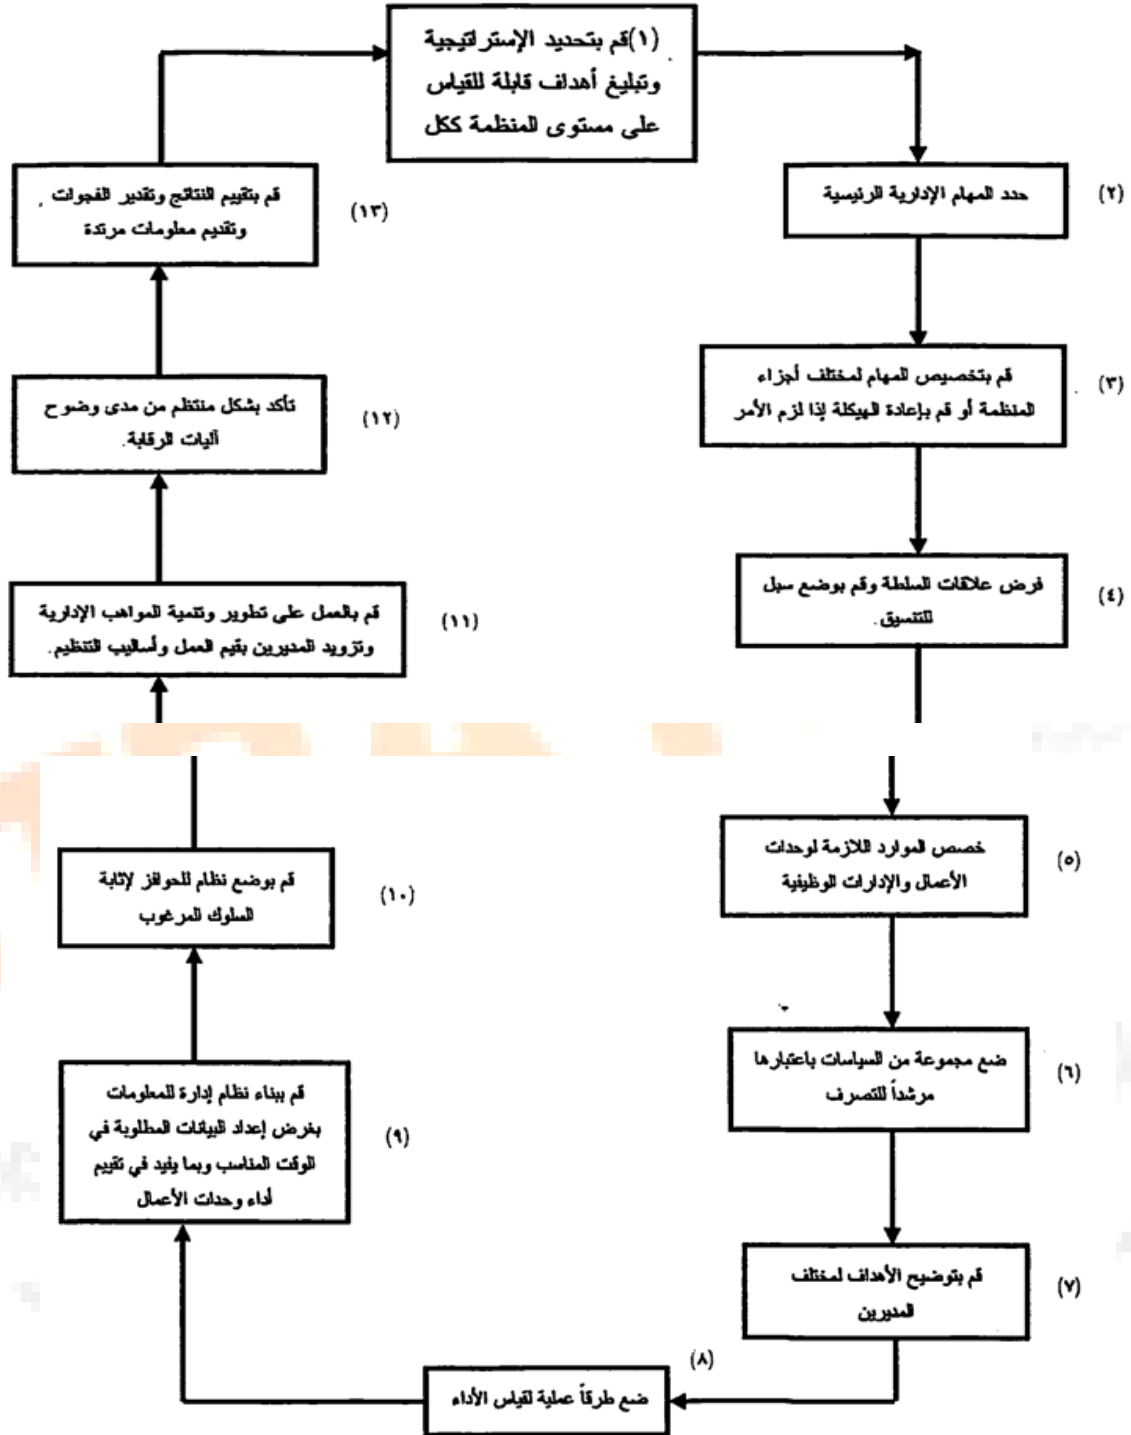 (١) قم بتحديد الإستراتيجية
وتبليغ أهداف قابلة للقياس
على مستوى المنظمة ككل
(٢)
حدد المهام الإدارية الرئيسية
(٣)
قم بتخصيص المهام لمختلف أجزاء
المنظمة أو قم بإعادة الهيكلة إذا لزم الأمر
(٤)
فرض علاقات السلطة وقم بوضع سبل
للتنسيق.
(٥)
خصص الموارد اللازمة لوحدات
الأعمال والإدارات الوظيفية
(٦)
ضع مجموعة من السياسات باعتبارها
مرشداً للتصرف
(٧)
قم بتوضيح الأهداف لمختلف
المديرين
(٨)
ضع طرقاً عملية لقياس الأداء
(٩)
قم ببناء نظام إدارة للمعلومات
بغرض إعداد البيانات المطلوبة في
الوقت المناسب وبما يفيد في تقييم
أداء وحدات الأعمال
(١٠)
قم بوضع نظام للحوافز لإثابة
السلوك المرغوب
(١١)
قم بالعمل على تطوير وتنمية المواهب الإدارية
وتزويد المديرين بقيم العمل وأساليب التنظيم.
(١٢)
تأكد بشكل منتظم من مدى وضوح
آليات الرقابة.
(١٣)
قم بتقييم النتائج وتقدير الفجوات
وتقديم معلومات مرتدة